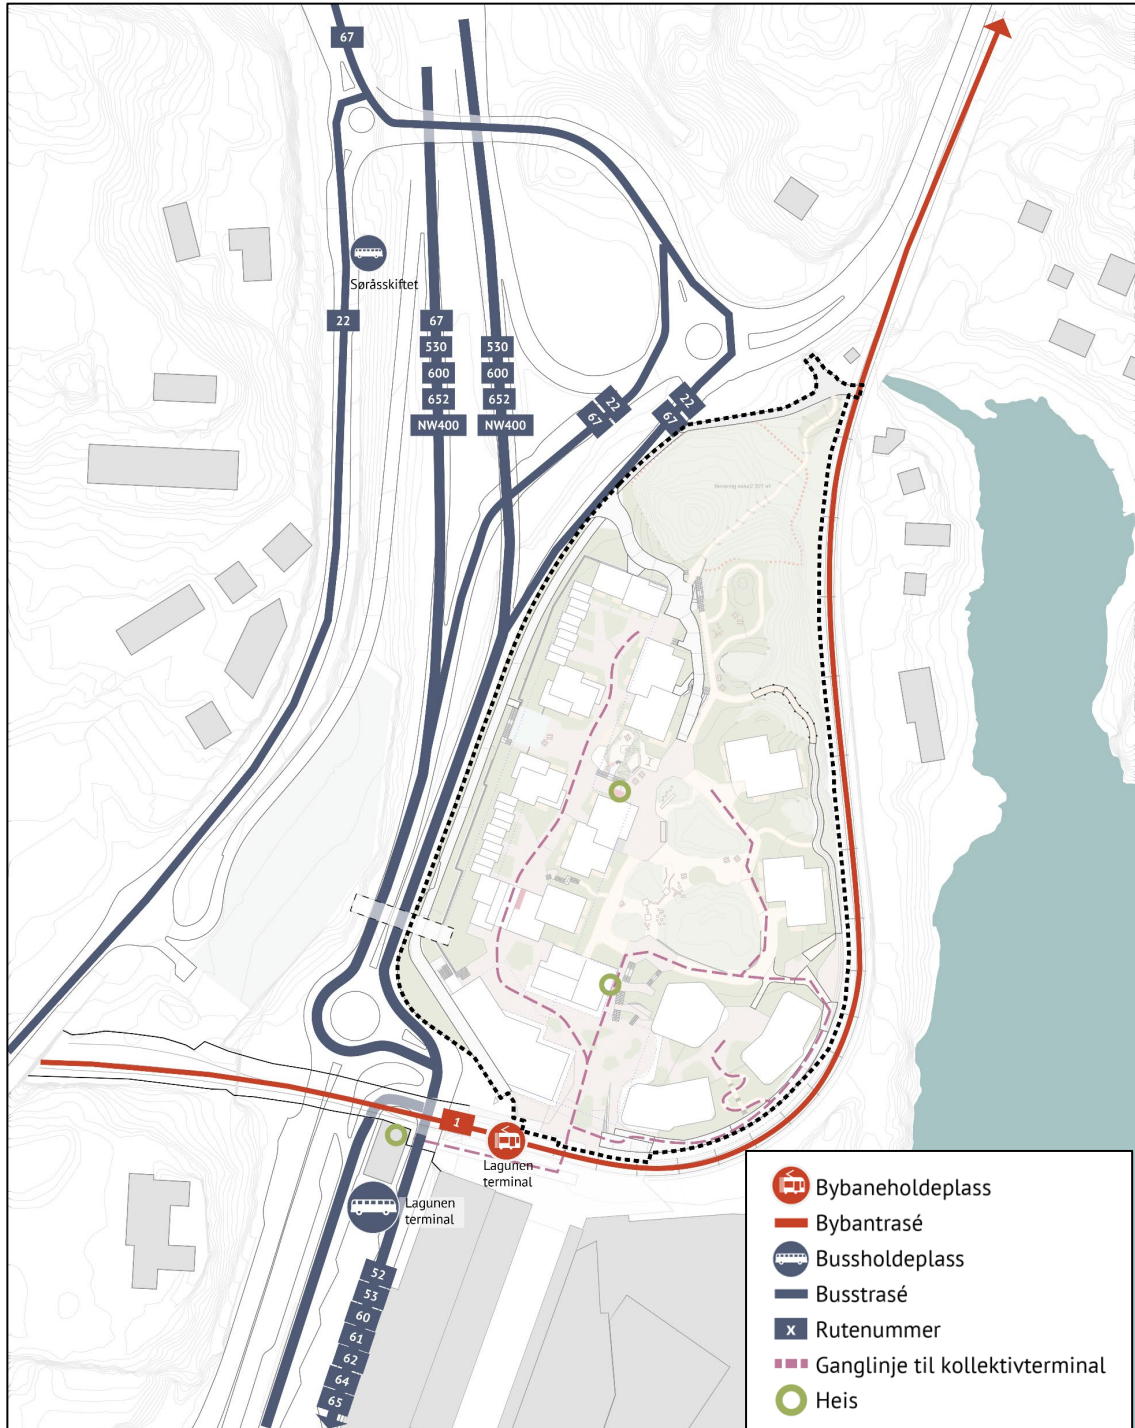 67
Søråsskiftet
22
67
530
600
652
NW400
530
600
652
NW400
22
67
22
67
1
Lagunen
terminal
Lagunen
terminal
52
53
60
61
62
64
65
Bybaneholdeplass
Bybantrasé
Bussholdeplass
Busstrasé
x Rutenummer
Ganglinje til kollektivterminal
Heis